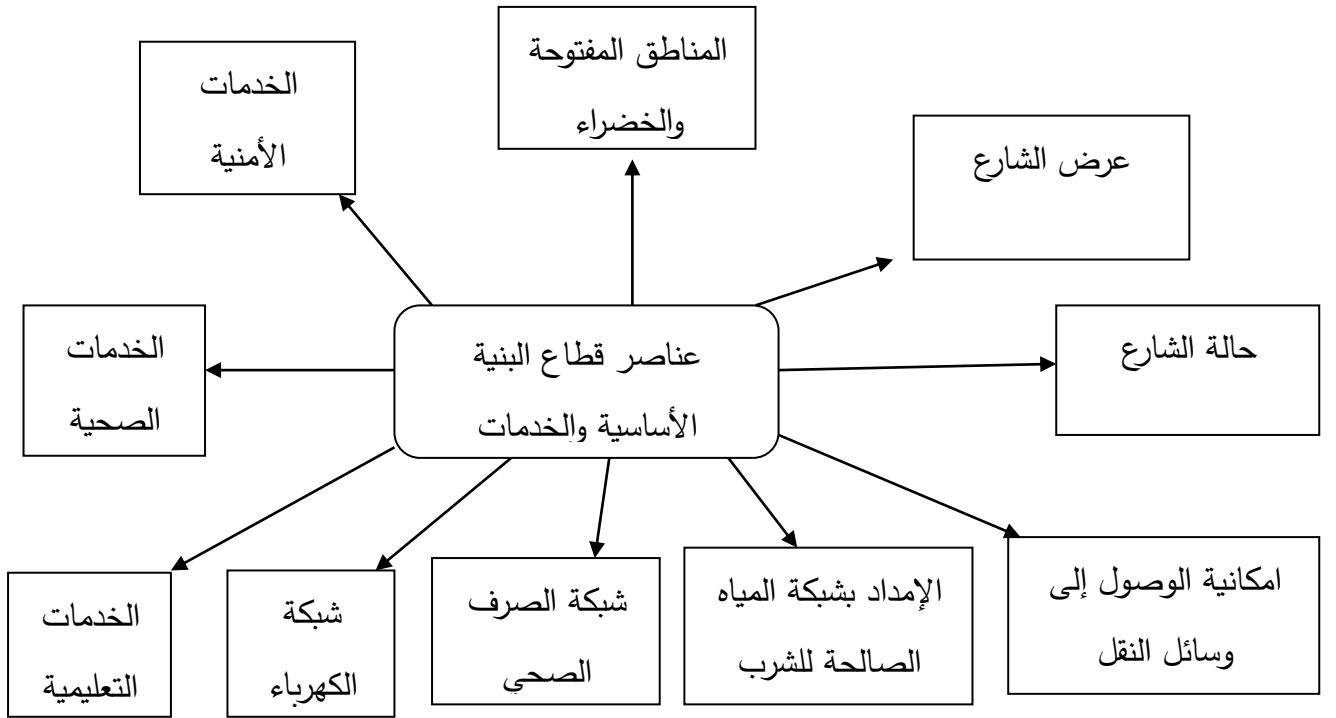 المناطق المفتوحة
والخضراء
الخدمات
الأمنية
عرض الشارع
عناصر قطاع البنية
الأساسية والخدمات
حالة الشارع
الخدمات
الصحية
امكانية الوصول إلى
وسائل النقل
الإمداد بشبكة المياه
الصالحة للشرب
شبكة الصرف
الصحي
شبكة
الكهرباء
الخدمات
التعليمية